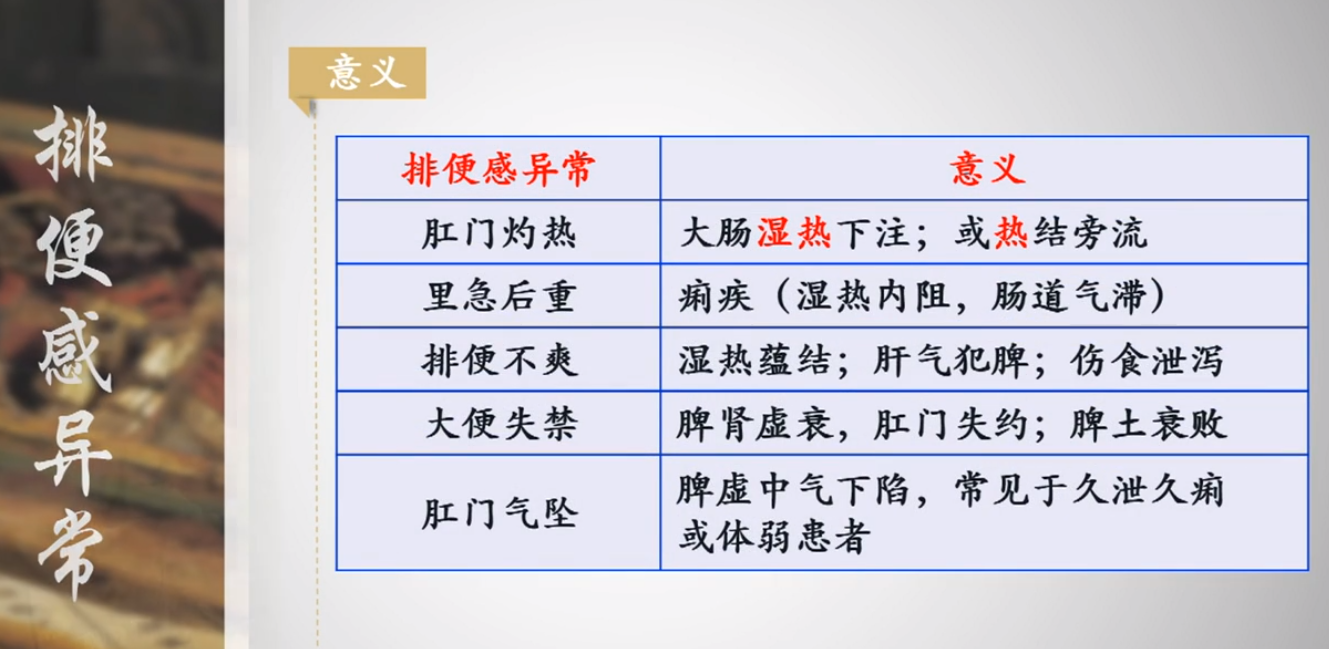 排便感异常
意义
排便感异常 意义
肛门灼热 大肠湿热下注；或热结旁流
里急后重 痢疾（湿热内阻，肠道气滞）
排便不爽 湿热蕴结；肝气犯脾；伤食泄泻
大便失禁 脾肾虚衰，肛门失约；脾土衰败
肛门气坠 脾虚中气下陷，常见于久泄久痢
或体弱患者